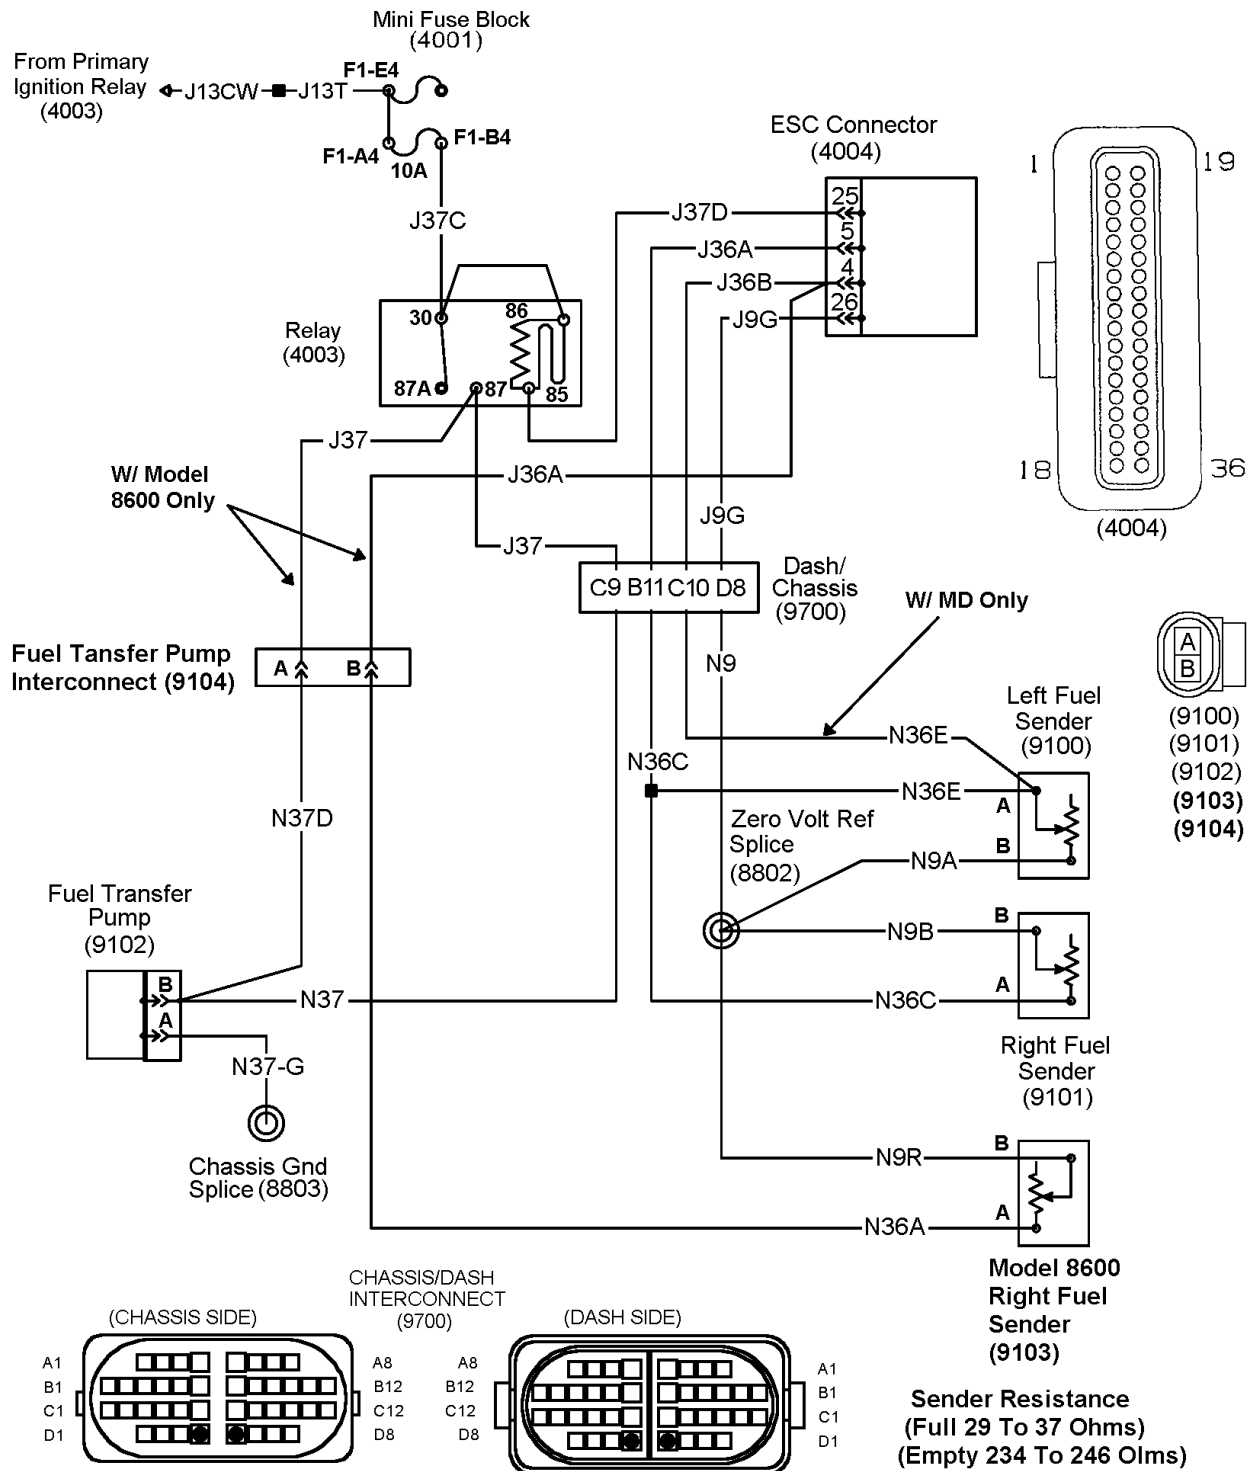 Mini Fuse Block
(4001)
From Primary
Ignition Relay
(4003)
J13CW
J13T
F1-E4
F1-A4
10A
F1-B4
J37C
ESC Connector
(4004)
25
J37D
5
J36A
4
J36B
26
J9G
1
19
18
36
(4004)
Relay
(4003)
30
86
87A
87
85
J37
W/ Model
8600 Only
J36A
J9G
J37
C9 B11 C10 D8
Dash/
Chassis
(9700)
W/ MD Only
Fuel Tansfer Pump
Interconnect (9104)
A
B
N9
A
B
(9100)
(9101)
(9102)
(9103)
(9104)
Left Fuel
Sender
(9100)
N36E
N36C
N36E
A
B
Zero Volt Ref
Splice
(8802)
N9A
N37D
Fuel Transfer
Pump
(9102)
B
A
N37
N37-G
Chassis Gnd
Splice (8803)
N9B
B
N36C
A
Right Fuel
Sender
(9101)
N9R
B
N36A
A
Model 8600
Right Fuel
Sender
(9103)
CHASSIS/DASH
INTERCONNECT
(9700)
(CHASSIS SIDE)
A1
B1
C1
D1
A8
B12
C12
D8
(DASH SIDE)
A8
B12
C12
D8
A1
B1
C1
D1
Sender Resistance
(Full 29 To 37 Ohms)
(Empty 234 To 246 Olms)